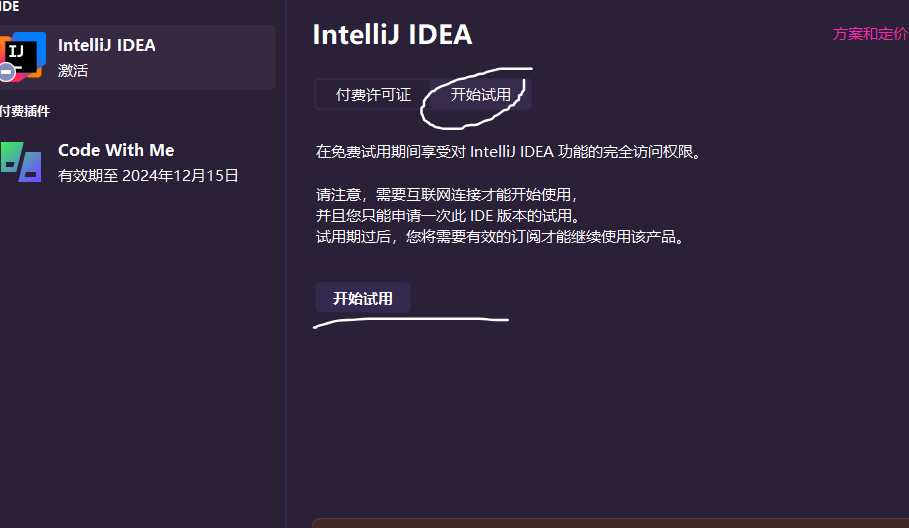 IDE
IntelliJ IDEA
激活
付费插件
Code With Me
有效期至 2024年12月15日
IntelliJ IDEA
方案和定价
付费许可证
开始试用
在免费试用期间享受对 IntelliJ IDEA 功能的完全访问权限。
请注意，需要互联网连接才能开始使用，
并且您只能申请一次此 IDE 版本的试用。
试用期过后，您将需要有效的订阅才能继续使用该产品。
开始试用